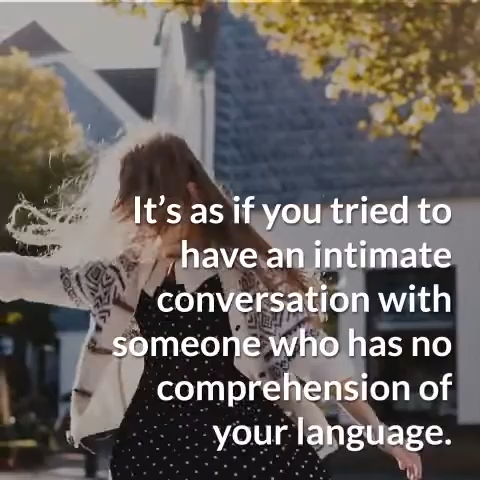 It’s as if you tried to
have an intimate
conversation with
someone who has no
comprehension of
your language.